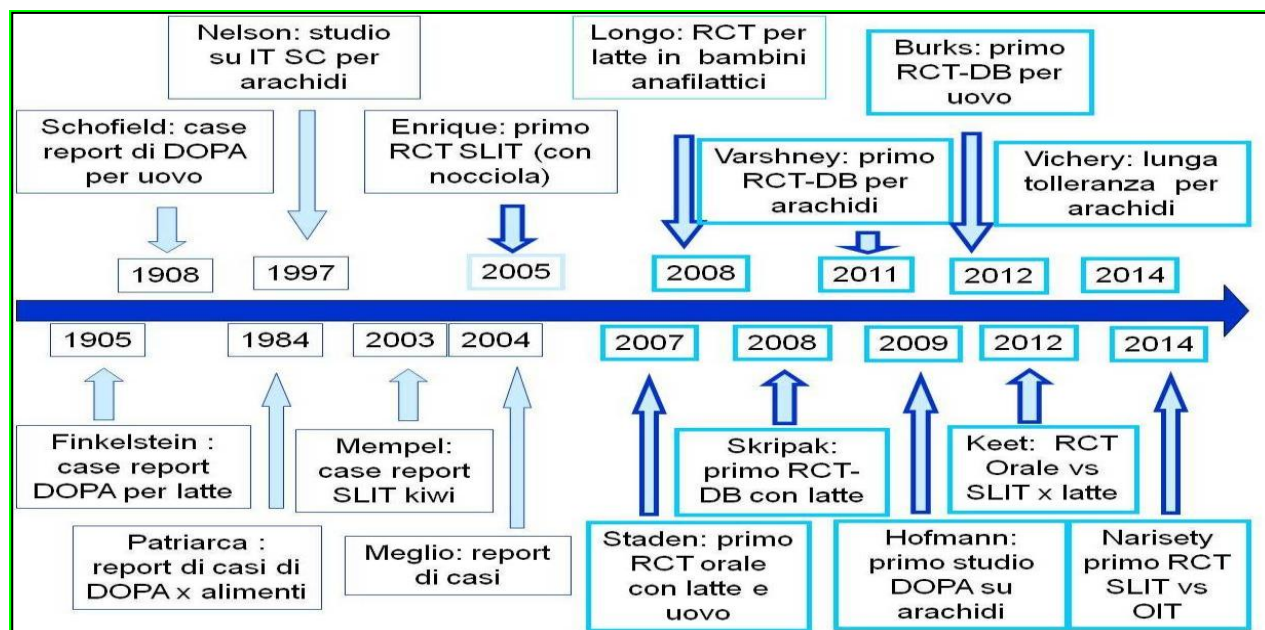 Nelson: studio
su IT SC per
arachidi
Longo: RCT per
latte in bambini
anafilattici
Burks: primo
RCT-DB per
uovo
Schofield: case
report di DOPA
per uovo
Enrique: primo
RCT SLIT (con
nocciola)
Varshney: primo
RCT-DB per
arachidi
Vichery: lunga
tolleranza per
arachidi
1908
1997
2005
2008
2011
2012
2014
1905
1984
2003
2004
2007
2008
2009
2012
2014
Finkelstein :
case report
DOPA per latte
Mempel:
case report
SLIT kiwi
Skripak:
primo RCT-
DB con latte
Keet: RCT
Orale vs
SLIT x latte
Patriarca :
report di casi di
DOPA x alimenti
Meglio: report
di casi
Staden: primo
RCT orale
con latte e
uovo
Hofmann:
primo studio
DOPA su
arachidi
Narisety
primo RCT
SLIT vs
OIT